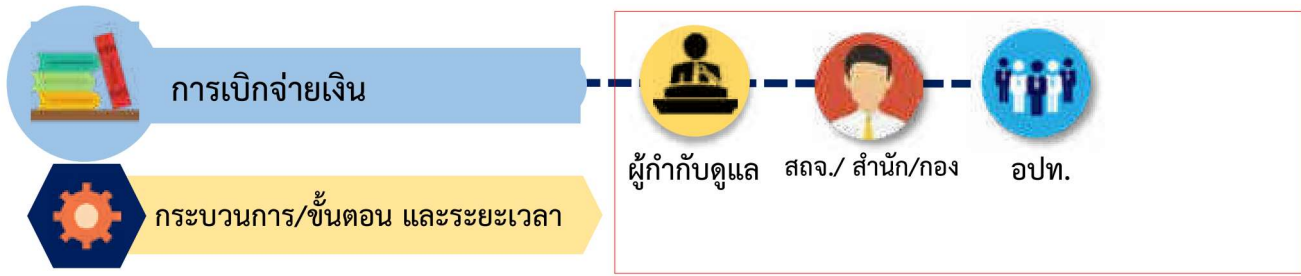 การเบิกจ่ายเงิน
ผู้กำกับดูแล
สถจ./ สำนัก/กอง
อปท.
กระบวนการ/ขั้นตอน และระยะเวลา